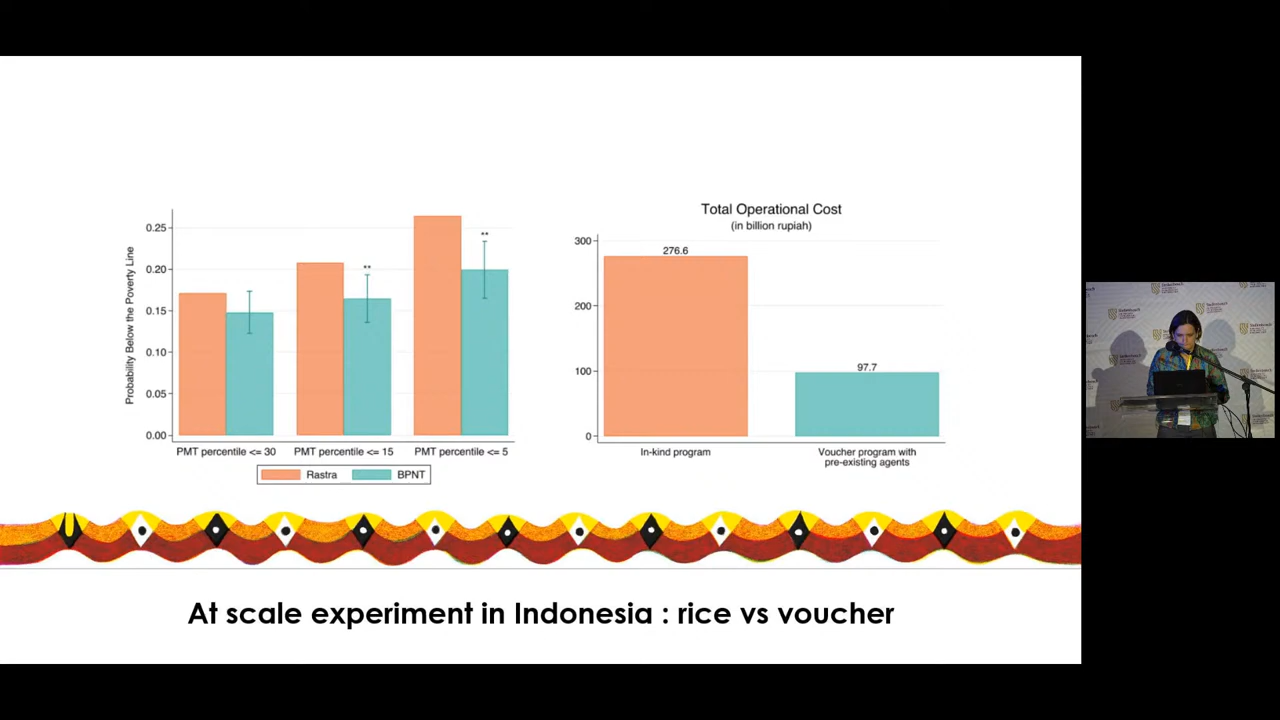 Probability Below the Poverty Line
0.25
0.20
0.15
0.10
0.05
0.00
**
**
PMT percentile <= 30
PMT percentile <= 15
PMT percentile <= 5
Rastra
BPNT
Total Operational Cost
(in billion rupiah)
300
200
100
0
276.6
97.7
In-kind program
Voucher program with
pre-existing agents
At scale experiment in Indonesia : rice vs voucher